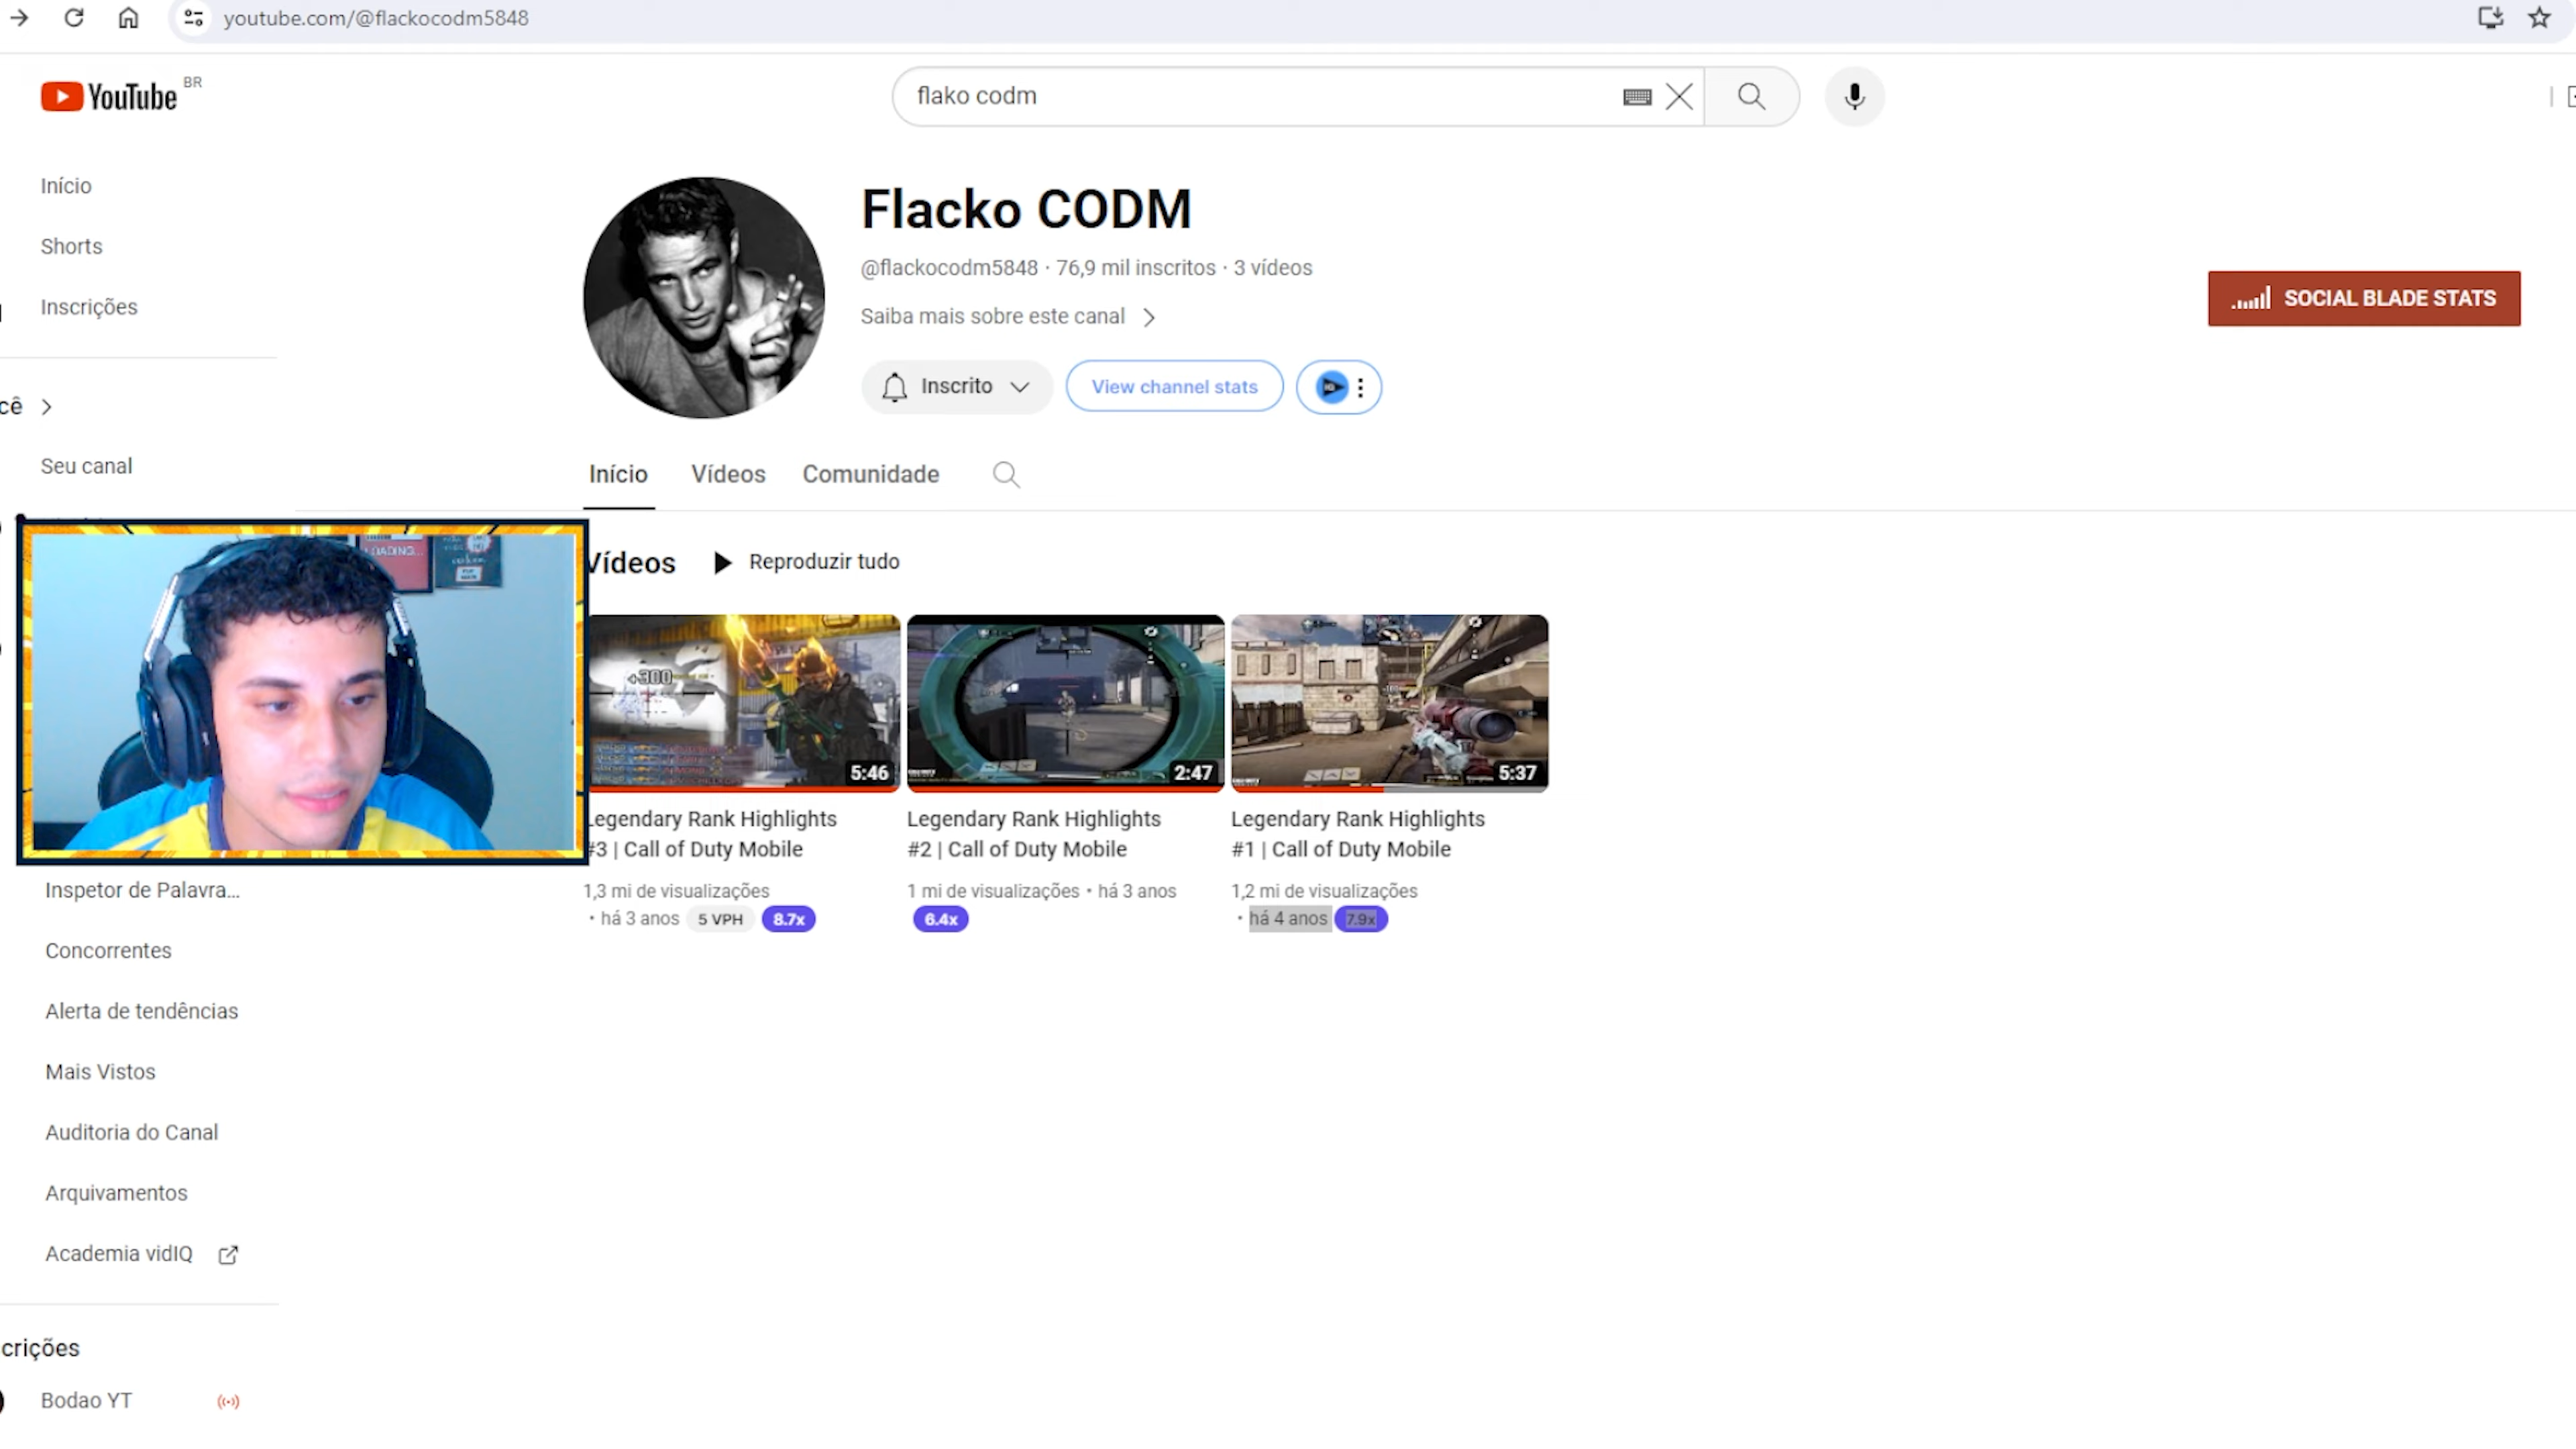 youtube.com/@flackocodm5848
YouTube BR
flako codm
Início
Shorts
Inscrições
cê
Seu canal
Flacko CODM
@flackocodm5848 · 76,9 mil inscritos · 3 vídeos
Saiba mais sobre este canal
Inscrito
View channel stats
SOCIAL BLADE STATS
Início
Vídeos
Comunidade
LOADING...
Vídeos
Reproduzir tudo
+300
5:46
2:47
5:37
Legendary Rank Highlights
#3 | Call of Duty Mobile
1,3 mi de visualizações
• há 3 anos 5 VPH 8.7x
Legendary Rank Highlights
#2 | Call of Duty Mobile
1 mi de visualizações • há 3 anos
6.4x
Legendary Rank Highlights
#1 | Call of Duty Mobile
1,2 mi de visualizações
• há 4 anos 7.9x
Inspetor de Palavra...
Concorrentes
Alerta de tendências
Mais Vistos
Auditoria do Canal
Arquivamentos
Academia vidIQ
crições
Bodao YT